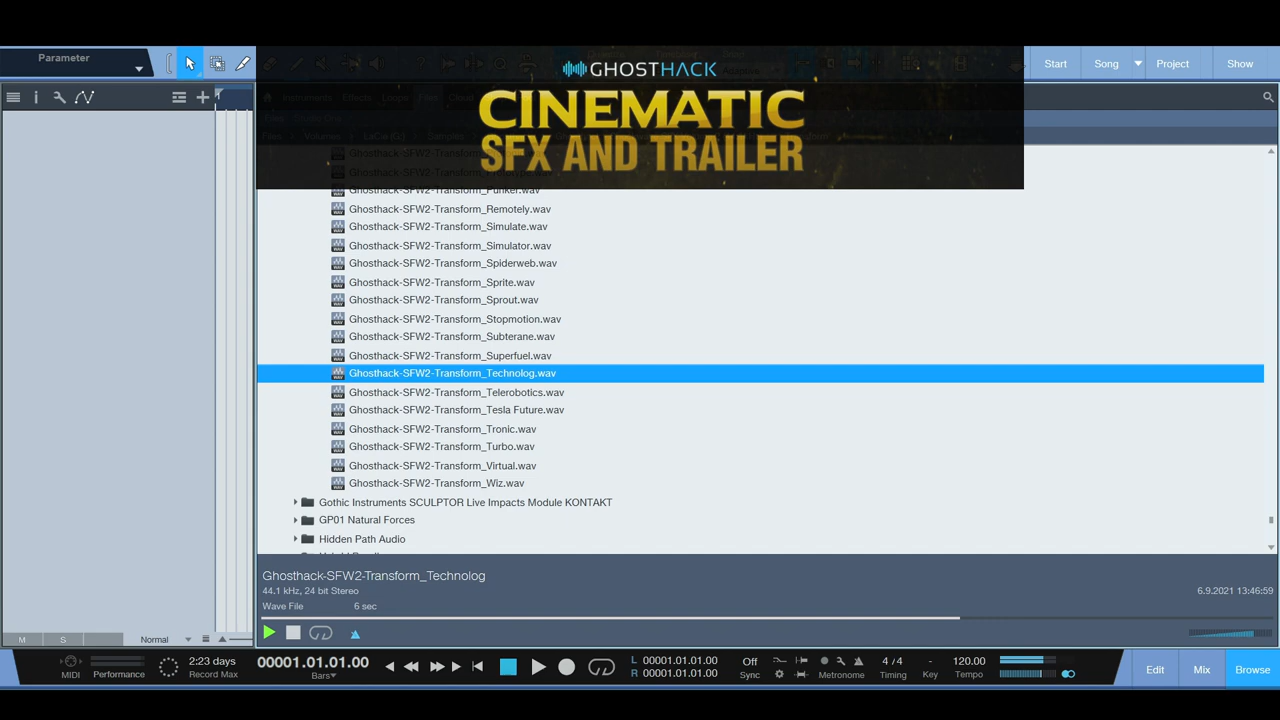 Parameter
Start
Song
Project
Show
GHOSTHACK
CINEMATIC
SFX AND TRAILER
Ghosthack-SFW2-Transform_Punker.wav
Ghosthack-SFW2-Transform_Remotely.wav
Ghosthack-SFW2-Transform_Simulate.wav
Ghosthack-SFW2-Transform_Simulator.wav
Ghosthack-SFW2-Transform_Spiderweb.wav
Ghosthack-SFW2-Transform_Sprite.wav
Ghosthack-SFW2-Transform_Sprout.wav
Ghosthack-SFW2-Transform_Stopmotion.wav
Ghosthack-SFW2-Transform_Subterane.wav
Ghosthack-SFW2-Transform_Superfuel.wav
Ghosthack-SFW2-Transform_Technolog.wav
Ghosthack-SFW2-Transform_Telerobotics.wav
Ghosthack-SFW2-Transform_Tesla Future.wav
Ghosthack-SFW2-Transform_Tronic.wav
Ghosthack-SFW2-Transform_Turbo.wav
Ghosthack-SFW2-Transform_Virtual.wav
Ghosthack-SFW2-Transform_Wiz.wav
Gothic Instruments SCULPTOR Live Impacts Module KONTAKT
GP01 Natural Forces
Hidden Path Audio
Ghosthack-SFW2-Transform_Technolog
44.1 kHz, 24 bit Stereo
6.9.2021 13:46:59
Wave File 6 sec
M S Normal
MIDI
Performance
2:23 days
Record Max
00001.01.01.00
Bars
L 00001.01.01.00
R 00001.01.01.00
Off
Sync
Metronome
4 / 4
Timing
-
Key
120.00
Tempo
Edit
Mix
Browse